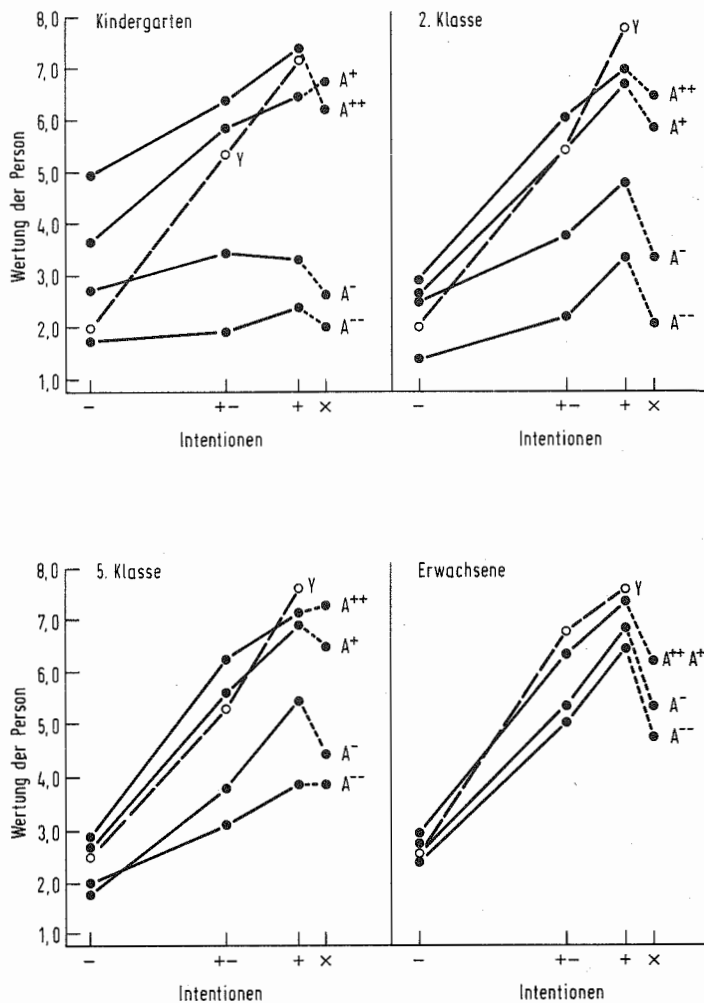 Kindergarten
2. Klasse
Wertung der Person
8,0
7,0
6,0
5,0
4,0
3,0
2,0
1,0
A+
A++
Y
A-
A--
Y
A++
A+
A-
A--
- +- + ×
- +- + ×
Intentionen
Intentionen
5. Klasse
Erwachsene
Wertung der Person
8,0
7,0
6,0
5,0
4,0
3,0
2,0
1,0
Y
A++
A+
A-
A--
Y
A++ A+
A-
A--
- +- + ×
- +- + ×
Intentionen
Intentionen